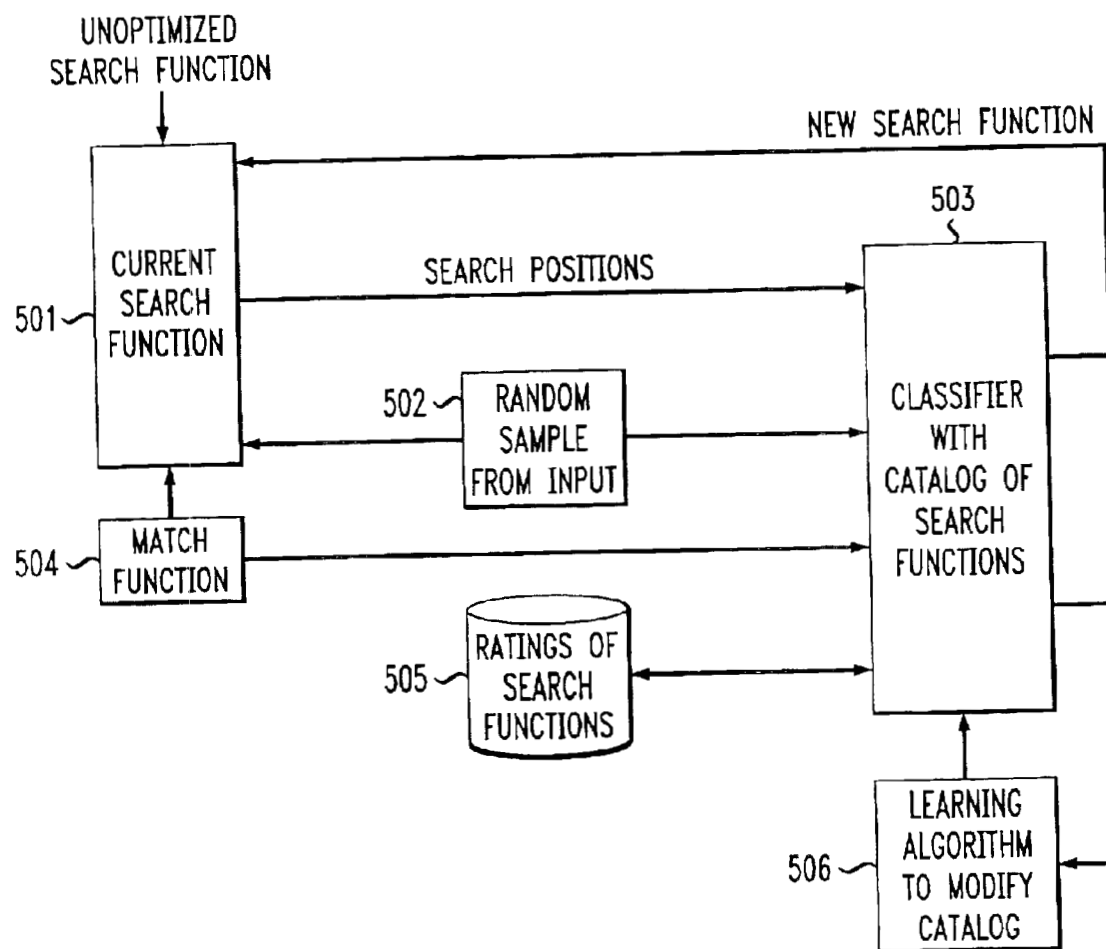 UNOPTIMIZED
SEARCH FUNCTION
NEW SEARCH FUNCTION
503
CURRENT
SEARCH
FUNCTION
501
SEARCH POSITIONS
502
RANDOM
SAMPLE
FROM INPUT
CLASSIFIER
WITH
CATALOG OF
SEARCH
FUNCTIONS
504
MATCH
FUNCTION
505
RATINGS OF
SEARCH
FUNCTIONS
506
LEARNING
ALGORITHM
TO MODIFY
CATALOG